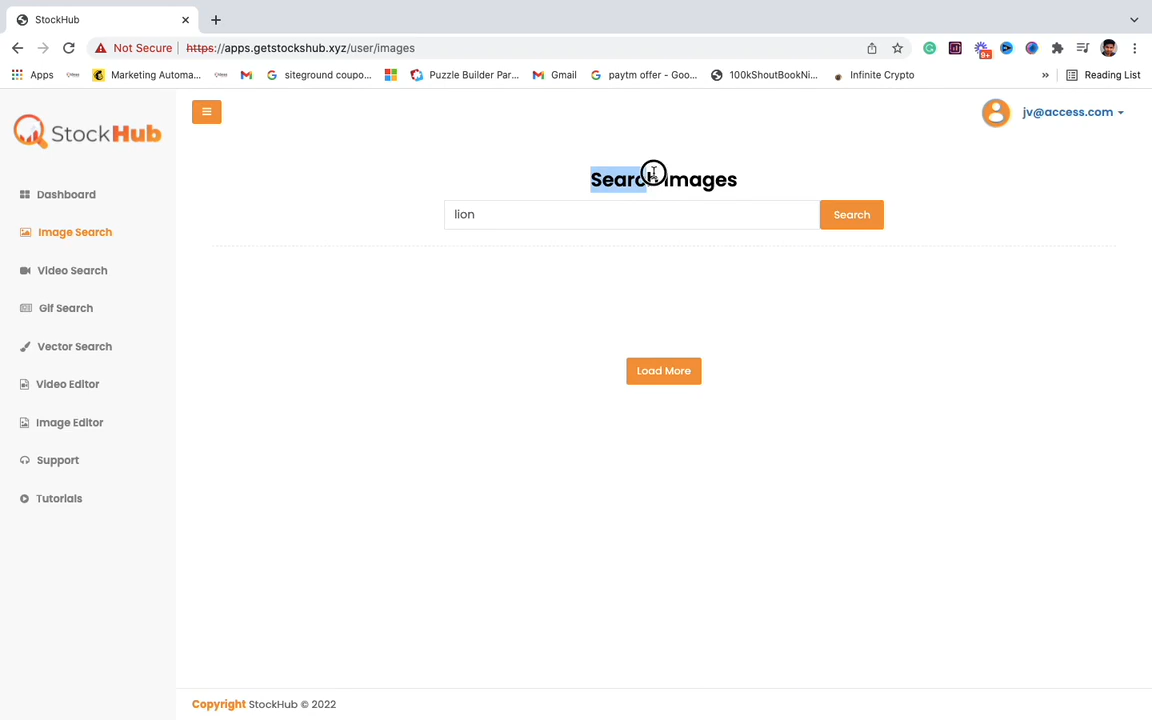 StockHub
Not Secure https://apps.getstockshub.xyz/user/images
Apps
Marketing Automa...
siteground coupo...
Puzzle Builder Par...
Gmail
paytm offer - Goo...
100kShoutBookNi...
Infinite Crypto
»
Reading List
9+
StockHub
jv@access.com
Search Images
lion
Search
Dashboard
Image Search
Video Search
Gif Search
Vector Search
Video Editor
Image Editor
Support
Tutorials
Load More
Copyright StockHub © 2022